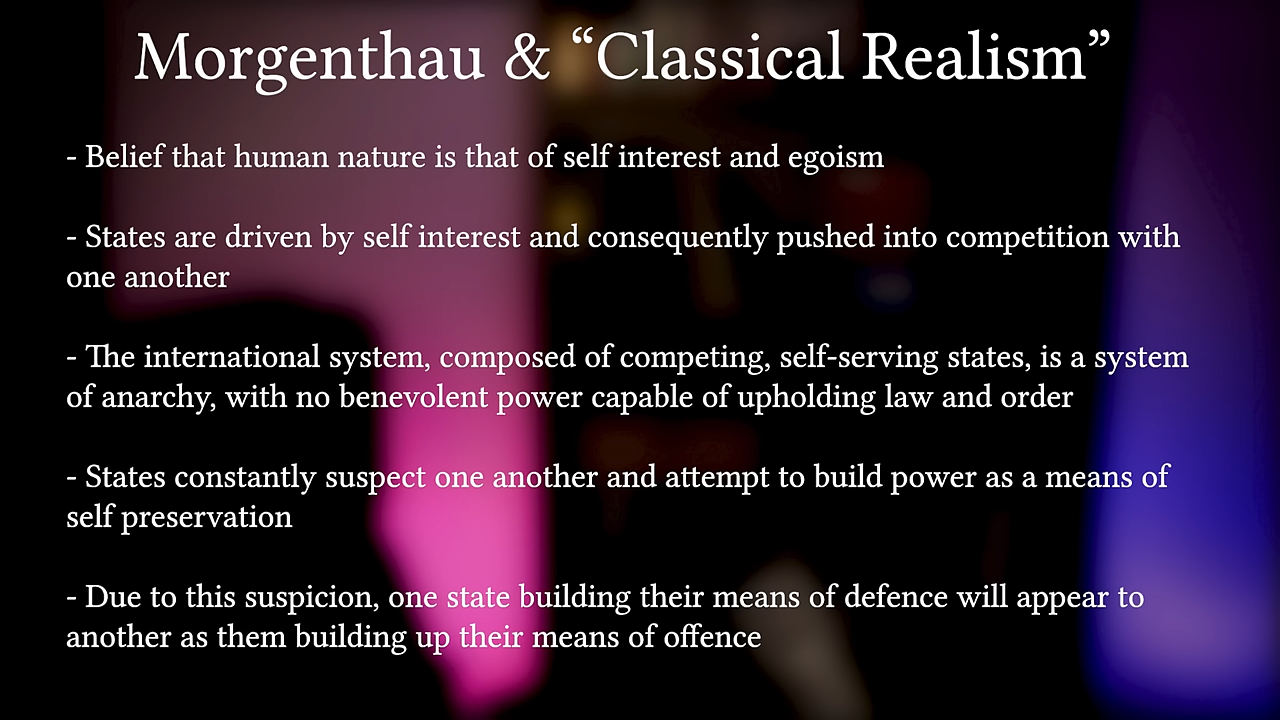 Morgenthau & “Classical Realism”
- Belief that human nature is that of self interest and egoism
- States are driven by self interest and consequently pushed into competition with
one another
- The international system, composed of competing, self-serving states, is a system
of anarchy, with no benevolent power capable of upholding law and order
- States constantly suspect one another and attempt to build power as a means of
self preservation
- Due to this suspicion, one state building their means of defence will appear to
another as them building up their means of offence